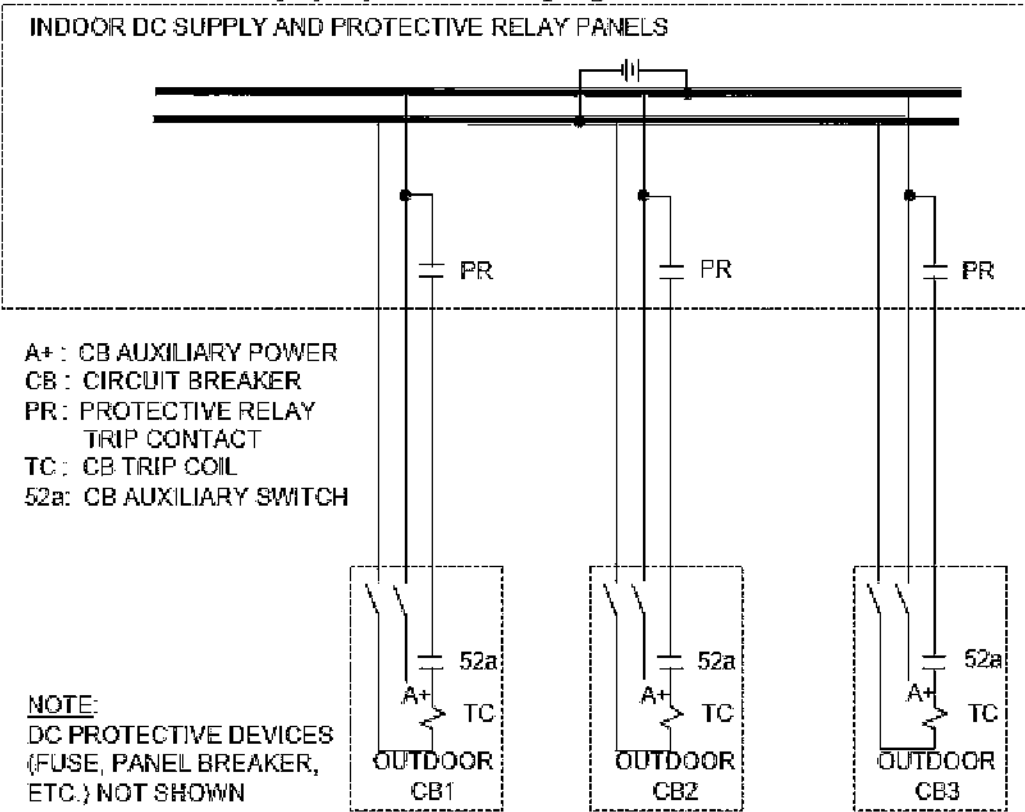 INDOOR DC SUPPLY AND PROTECTIVE RELAY PANELS
PR
PR
PR
A+ : CB AUXILIARY POWER
CB : CIRCUIT BREAKER
PR : PROTECTIVE RELAY
TRIP CONTACT
TC : CB TRIP COIL
52a: CB AUXILIARY SWITCH
52a
52a
52a
A+
TC
A+
TC
A+
TC
NOTE:
DC PROTECTIVE DEVICES
(FUSE, PANEL BREAKER,
ETC.) NOT SHOWN
OUTDOOR
CB1
OUTDOOR
CB2
OUTDOOR
CB3